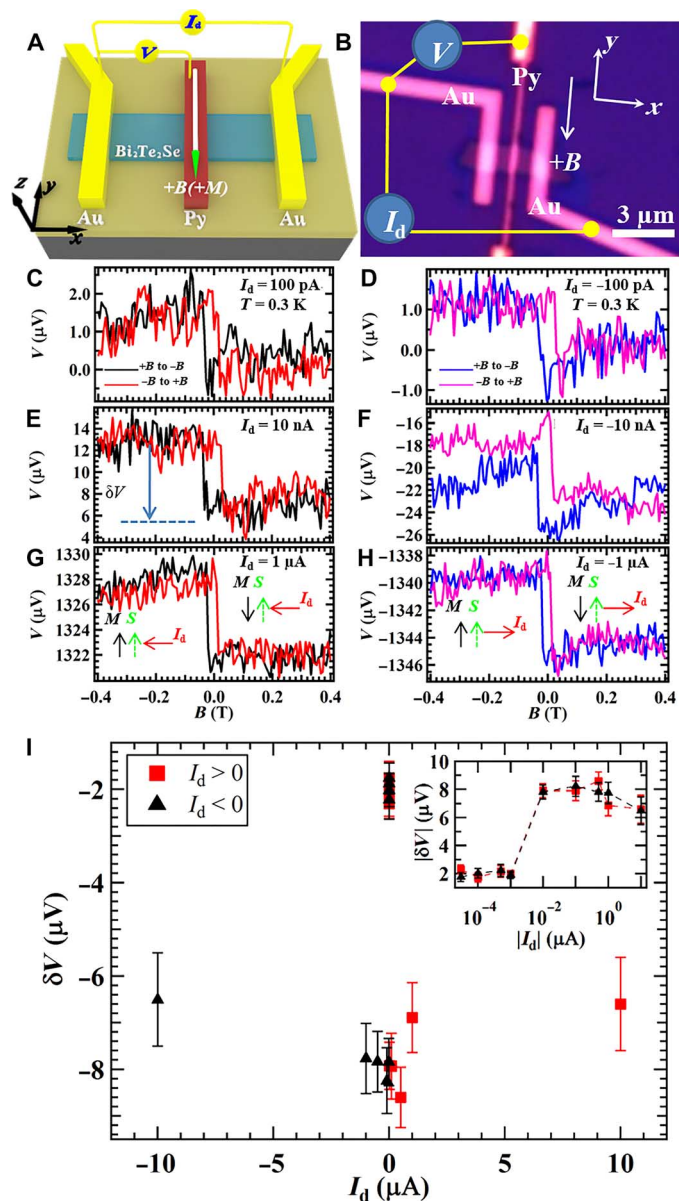 A
I_d
V
Bi₂Te₂Se
+B(+M)
Au
Py
Au
z
y
x
B
V
Py
Au
y
x
+B
Au
I_d
3 μm
C
V (μV)
2.0
1.0
0.0
I_d = 100 pA
T = 0.3 K
+B to –B
–B to +B
D
V (μV)
1.0
0.0
–1.0
I_d = –100 pA
T = 0.3 K
+B to –B
–B to +B
E
V (μV)
14
12
10
8
6
4
I_d = 10 nA
δV
F
V (μV)
–16
–18
–20
–22
–24
–26
I_d = –10 nA
G
V (μV)
1330
1328
1326
1324
1322
I_d = 1 μA
M S
I_d
M S
I_d
–0.4 –0.2 0.0 0.2 0.4
B (T)
H
V (μV)
–1338
–1340
–1342
–1344
–1346
I_d = –1 μA
M S
I_d
M S
I_d
–0.4 –0.2 0.0 0.2 0.4
B (T)
I
δV (μV)
–2
–4
–6
–8
I_d > 0
I_d < 0
|δV| (μV)
10
8
6
4
2
10⁻⁴ 10⁻² 10⁰
|I_d| (μA)
–10 –5 0 5 10
I_d (μA)